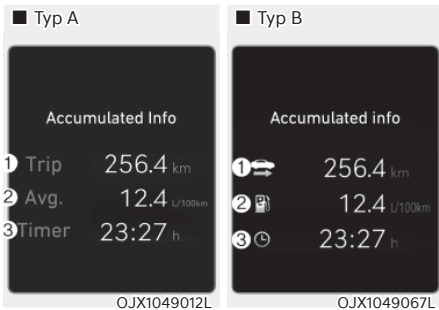 ■ Typ A
Accumulated Info
1 Trip 256.4 km
2 Avg. 12.4 L/100km
3 Timer 23:27 h
OJX1049012L
■ Typ B
Accumulated info
1 256.4 km
2 12.4 L/100km
3 23:27 h
OJX1049067L